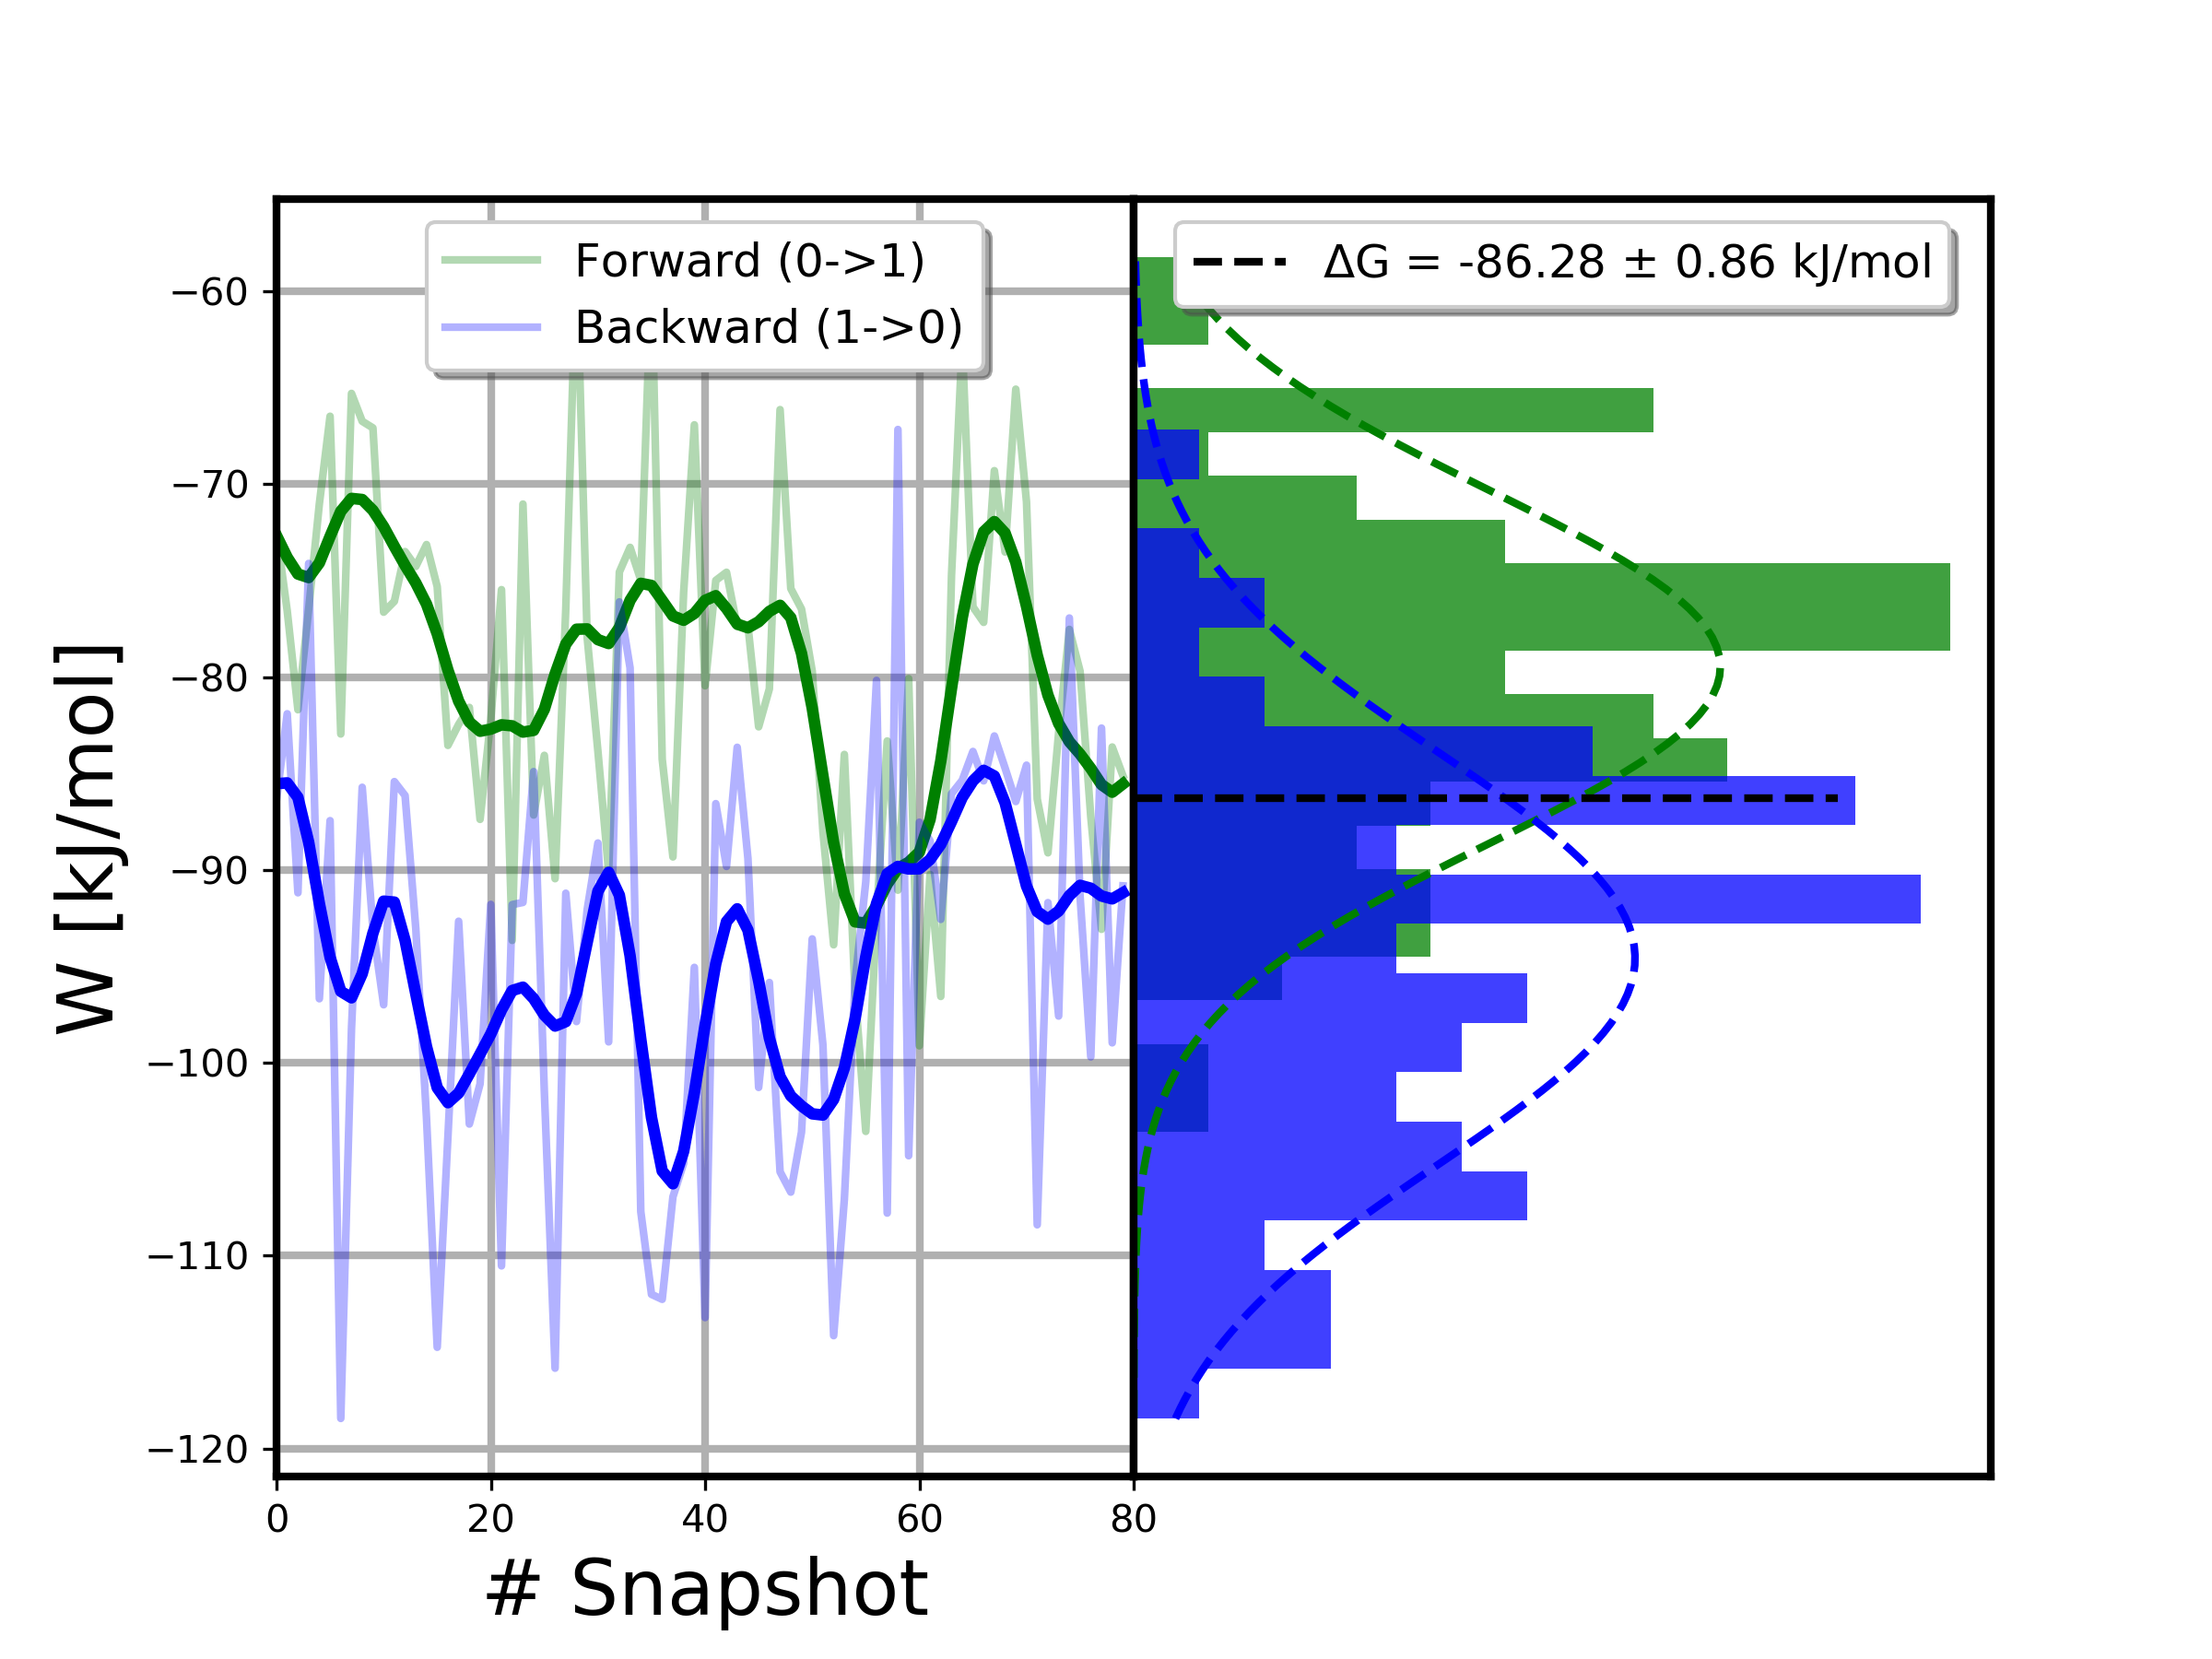 Forward (0->1)
Backward (1->0)
ΔG = -86.28 ± 0.86 kJ/mol
W [kJ/mol]
−60
−70
−80
−90
−100
−110
−120
0 20 40 60 80
# Snapshot